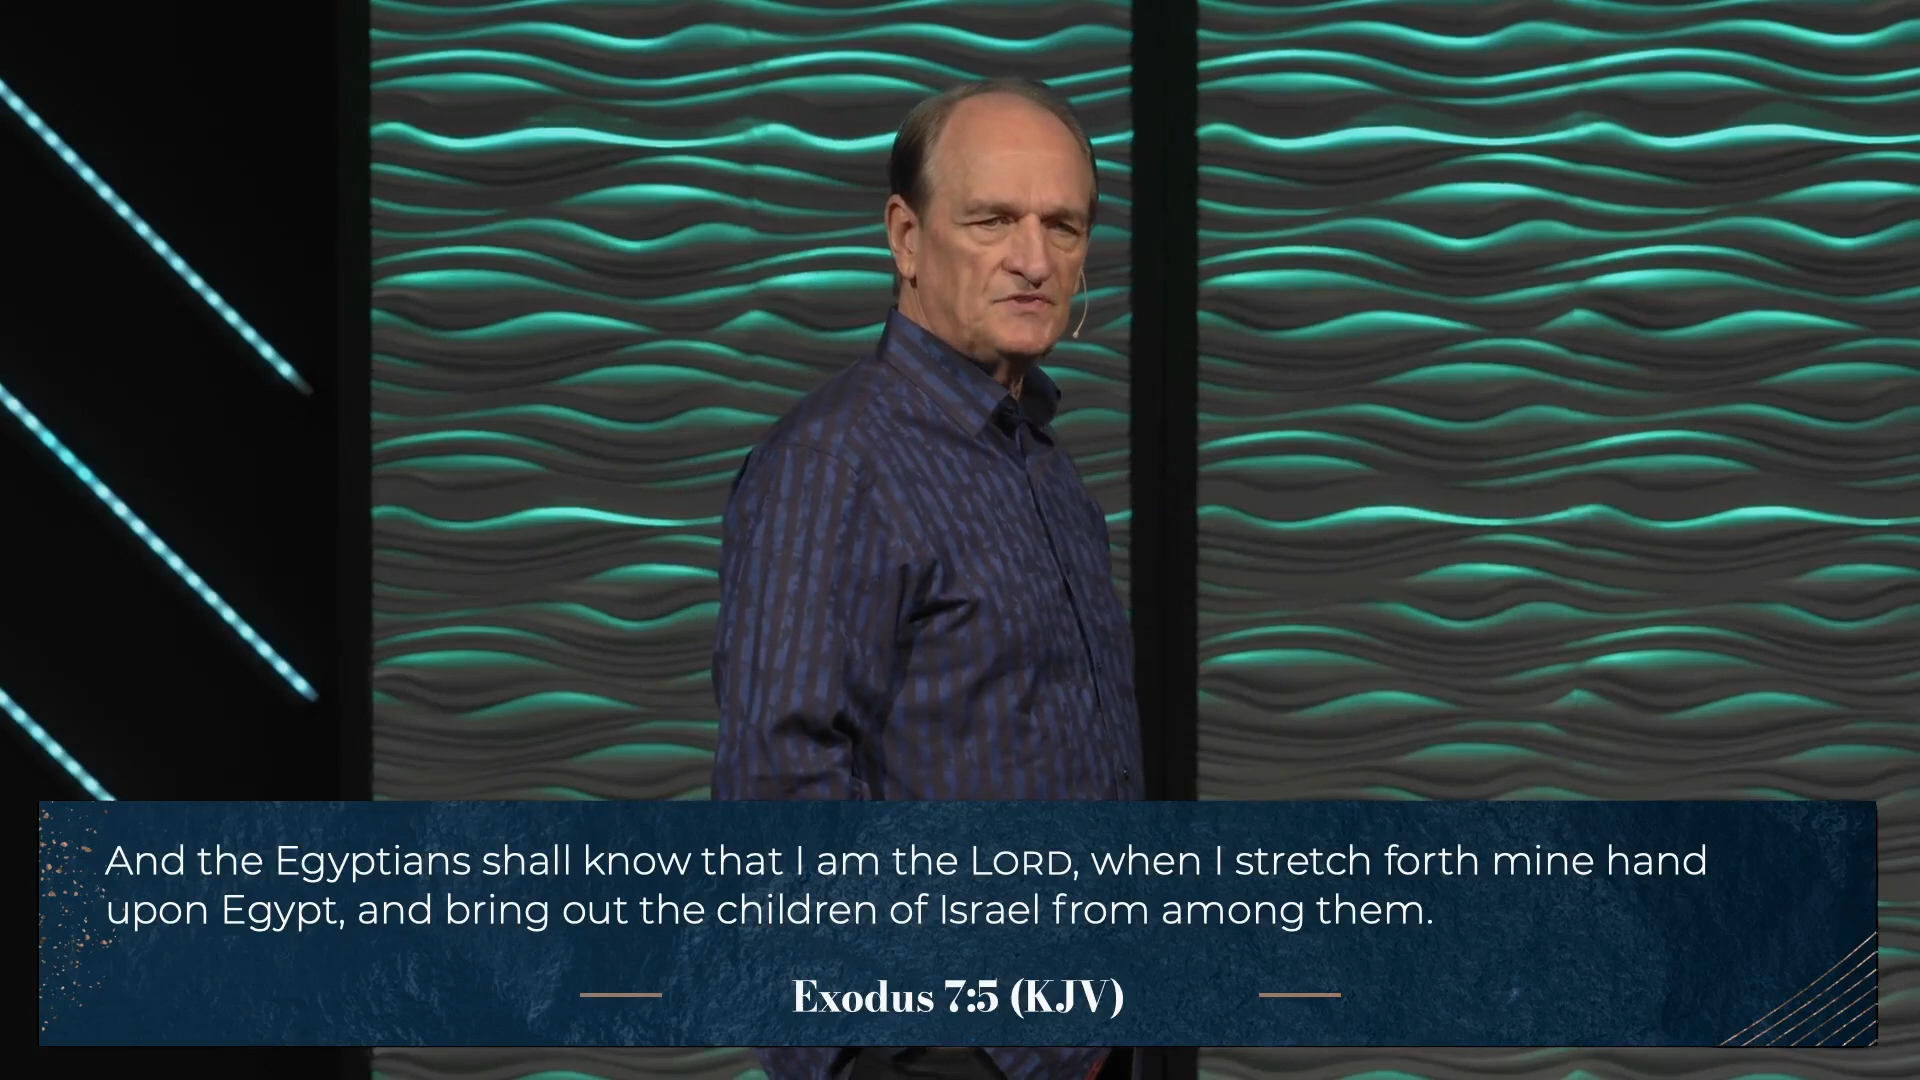 And the Egyptians shall know that I am the LORD, when I stretch forth mine hand
upon Egypt, and bring out the children of Israel from among them.
Exodus 7:5 (KJV)